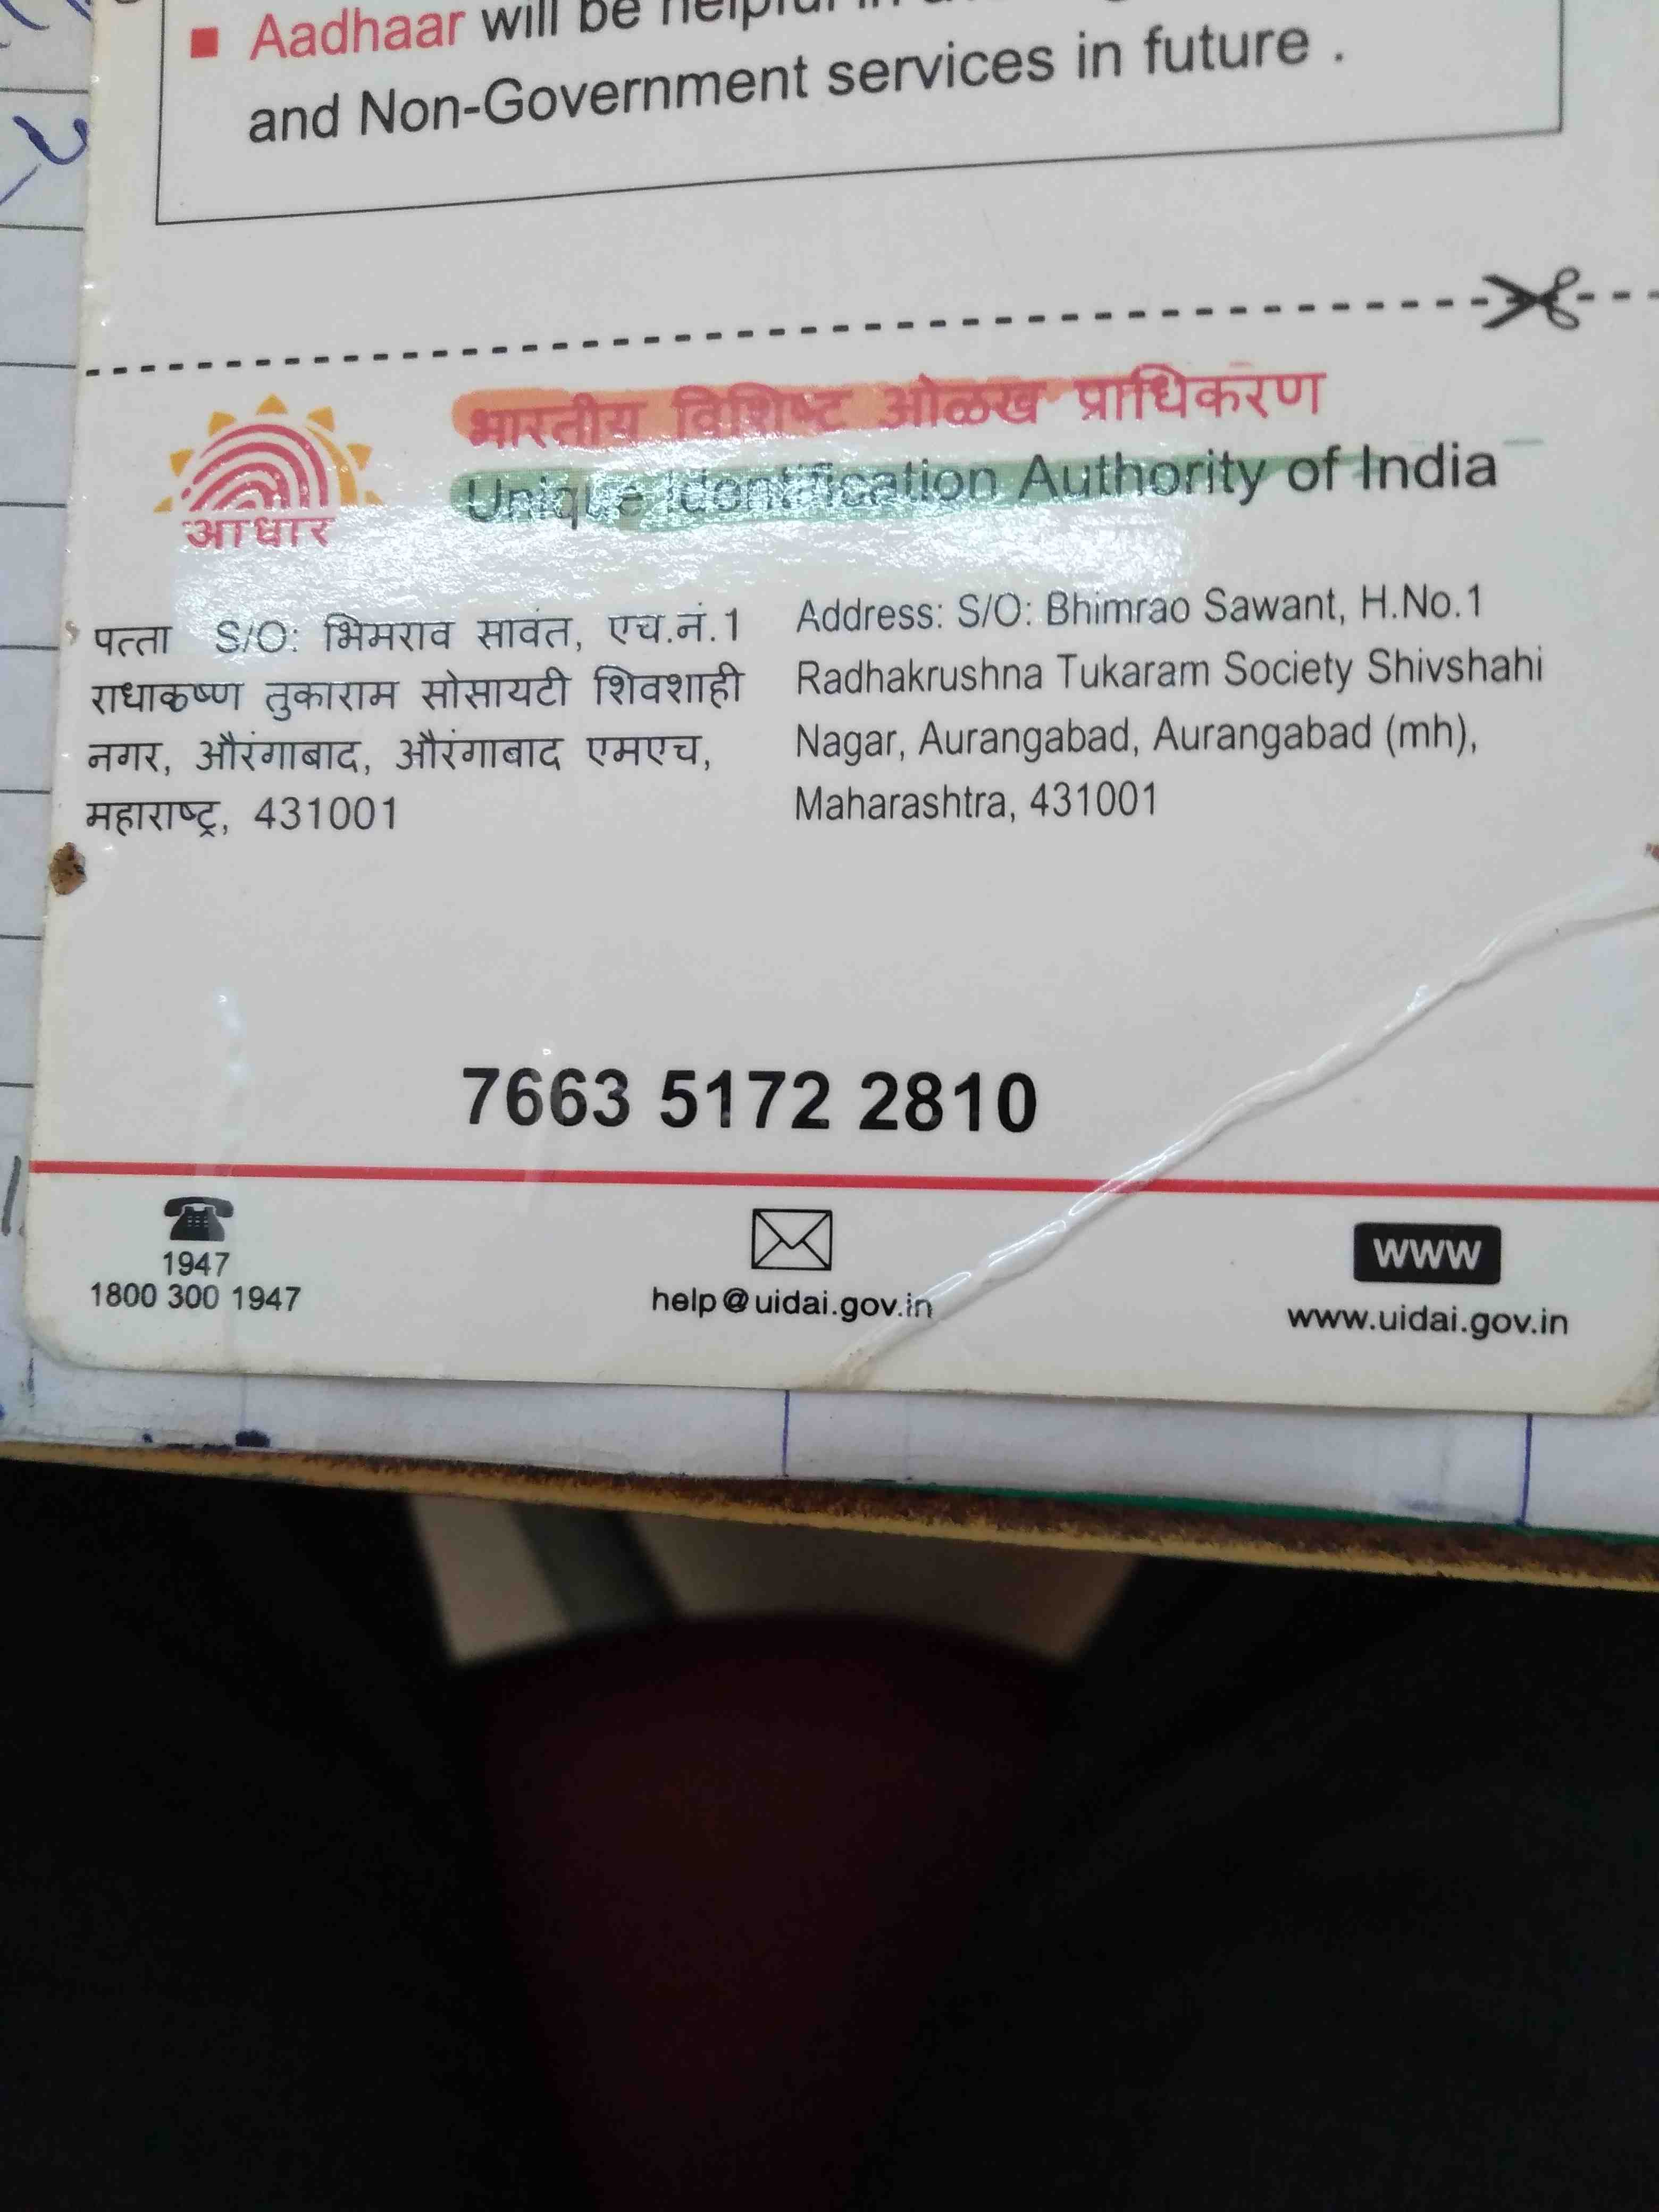 Aadhaar will be helpful in
and Non-Government services in future .
भारतीय विशिष्ट ओळख प्राधिकरण
Unique Identification Authority of India
आधार
पत्ता S/O: भिमराव सावंत, एच.नं.1
राधाकृष्ण तुकाराम सोसायटी शिवशाही
नगर, औरंगाबाद, औरंगाबाद एमएच,
महाराष्ट्र, 431001
Address: S/O: Bhimrao Sawant, H.No.1
Radhakrushna Tukaram Society Shivshahi
Nagar, Aurangabad, Aurangabad (mh),
Maharashtra, 431001
7663 5172 2810
1947
1800 300 1947
help@uidai.gov.in
www
www.uidai.gov.in